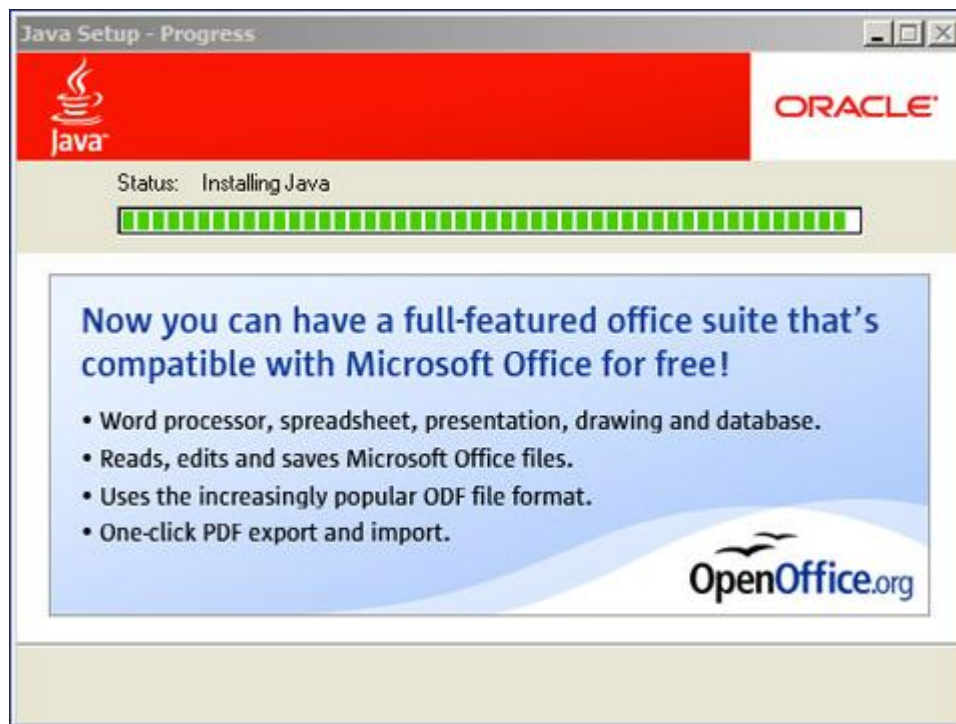 Java Setup - Progress
Java
ORACLE
Status: Installing Java
Now you can have a full-featured office suite that's
compatible with Microsoft Office for free!
• Word processor, spreadsheet, presentation, drawing and database.
• Reads, edits and saves Microsoft Office files.
• Uses the increasingly popular ODF file format.
• One-click PDF export and import.
OpenOffice.org